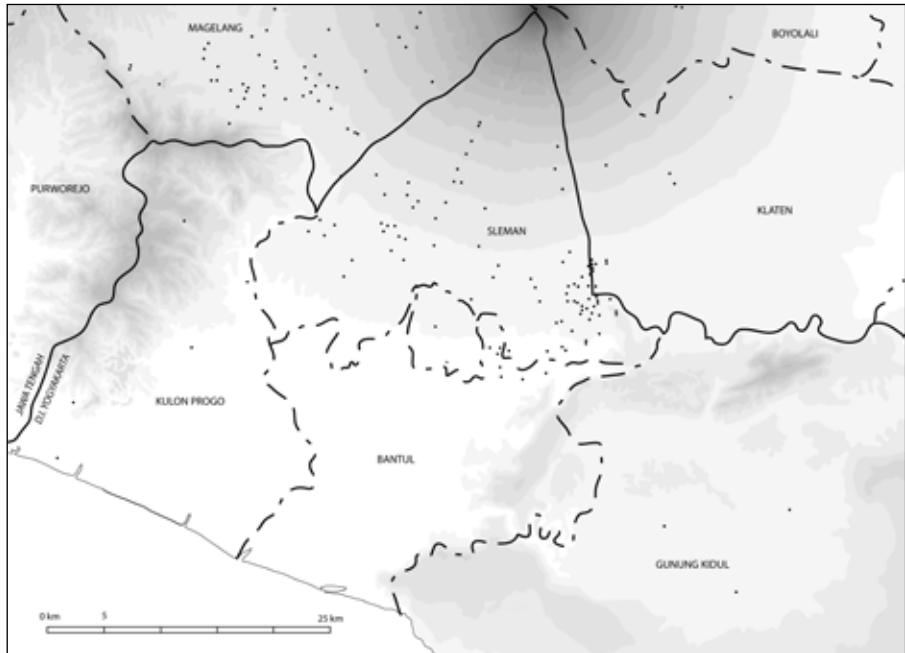 MAGELANG
BOYOLALI
PURWOREJO
KLATEN
SLEMAN
JAWA TENGAH
D.I. YOGYAKARTA
KULON PROGO
BANTUL
GUNUNG KIDUL
0 km 5 25 km